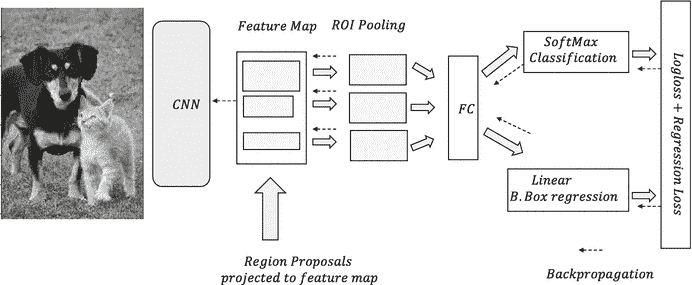 Feature Map
ROI Pooling
CNN
FC
SoftMax
Classification
Linear
B.Box regression
Logloss + Regression Loss
Region Proposals
projected to feature map
Backpropagation